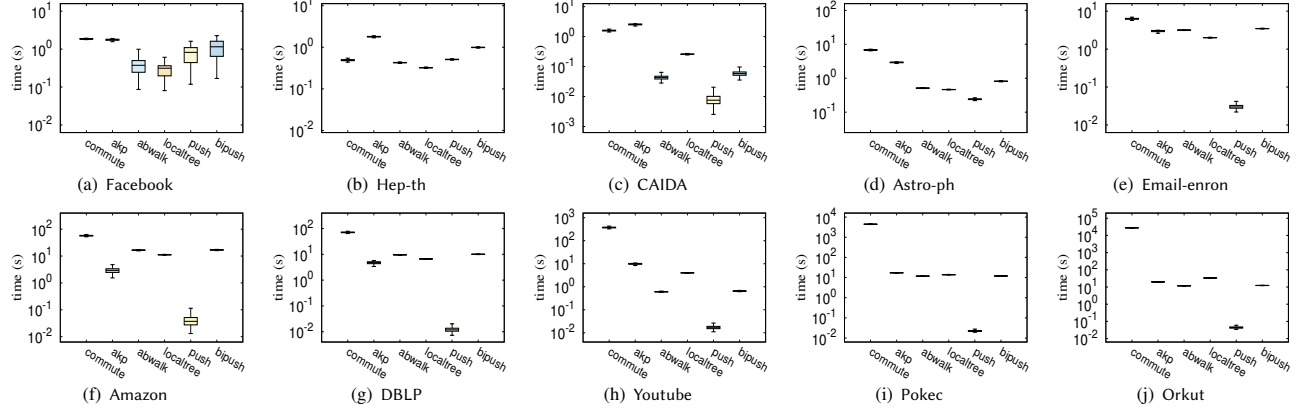 10^1
10^0
10^-1
10^-2
time (s)
commute
akp
abwalk
localtree
push
bipush
(a) Facebook
10^1
10^0
10^-1
10^-2
time (s)
commute
akp
abwalk
localtree
push
bipush
(b) Hep-th
10^1
10^0
10^-1
10^-2
10^-3
time (s)
commute
akp
abwalk
localtree
push
bipush
(c) CAIDA
10^2
10^1
10^0
10^-1
time (s)
commute
akp
abwalk
localtree
push
bipush
(d) Astro-ph
10^1
10^0
10^-1
10^-2
time (s)
commute
akp
abwalk
localtree
push
bipush
(e) Email-enron
10^2
10^1
10^0
10^-1
10^-2
time (s)
commute
akp
abwalk
localtree
push
bipush
(f) Amazon
10^2
10^1
10^0
10^-1
10^-2
time (s)
commute
akp
abwalk
localtree
push
bipush
(g) DBLP
10^3
10^2
10^1
10^0
10^-1
10^-2
time (s)
commute
akp
abwalk
localtree
push
bipush
(h) Youtube
10^4
10^3
10^2
10^1
10^0
10^-1
10^-2
time (s)
commute
akp
abwalk
localtree
push
bipush
(i) Pokec
10^5
10^4
10^3
10^2
10^1
10^0
10^-1
10^-2
time (s)
commute
akp
abwalk
localtree
push
bipush
(j) Orkut